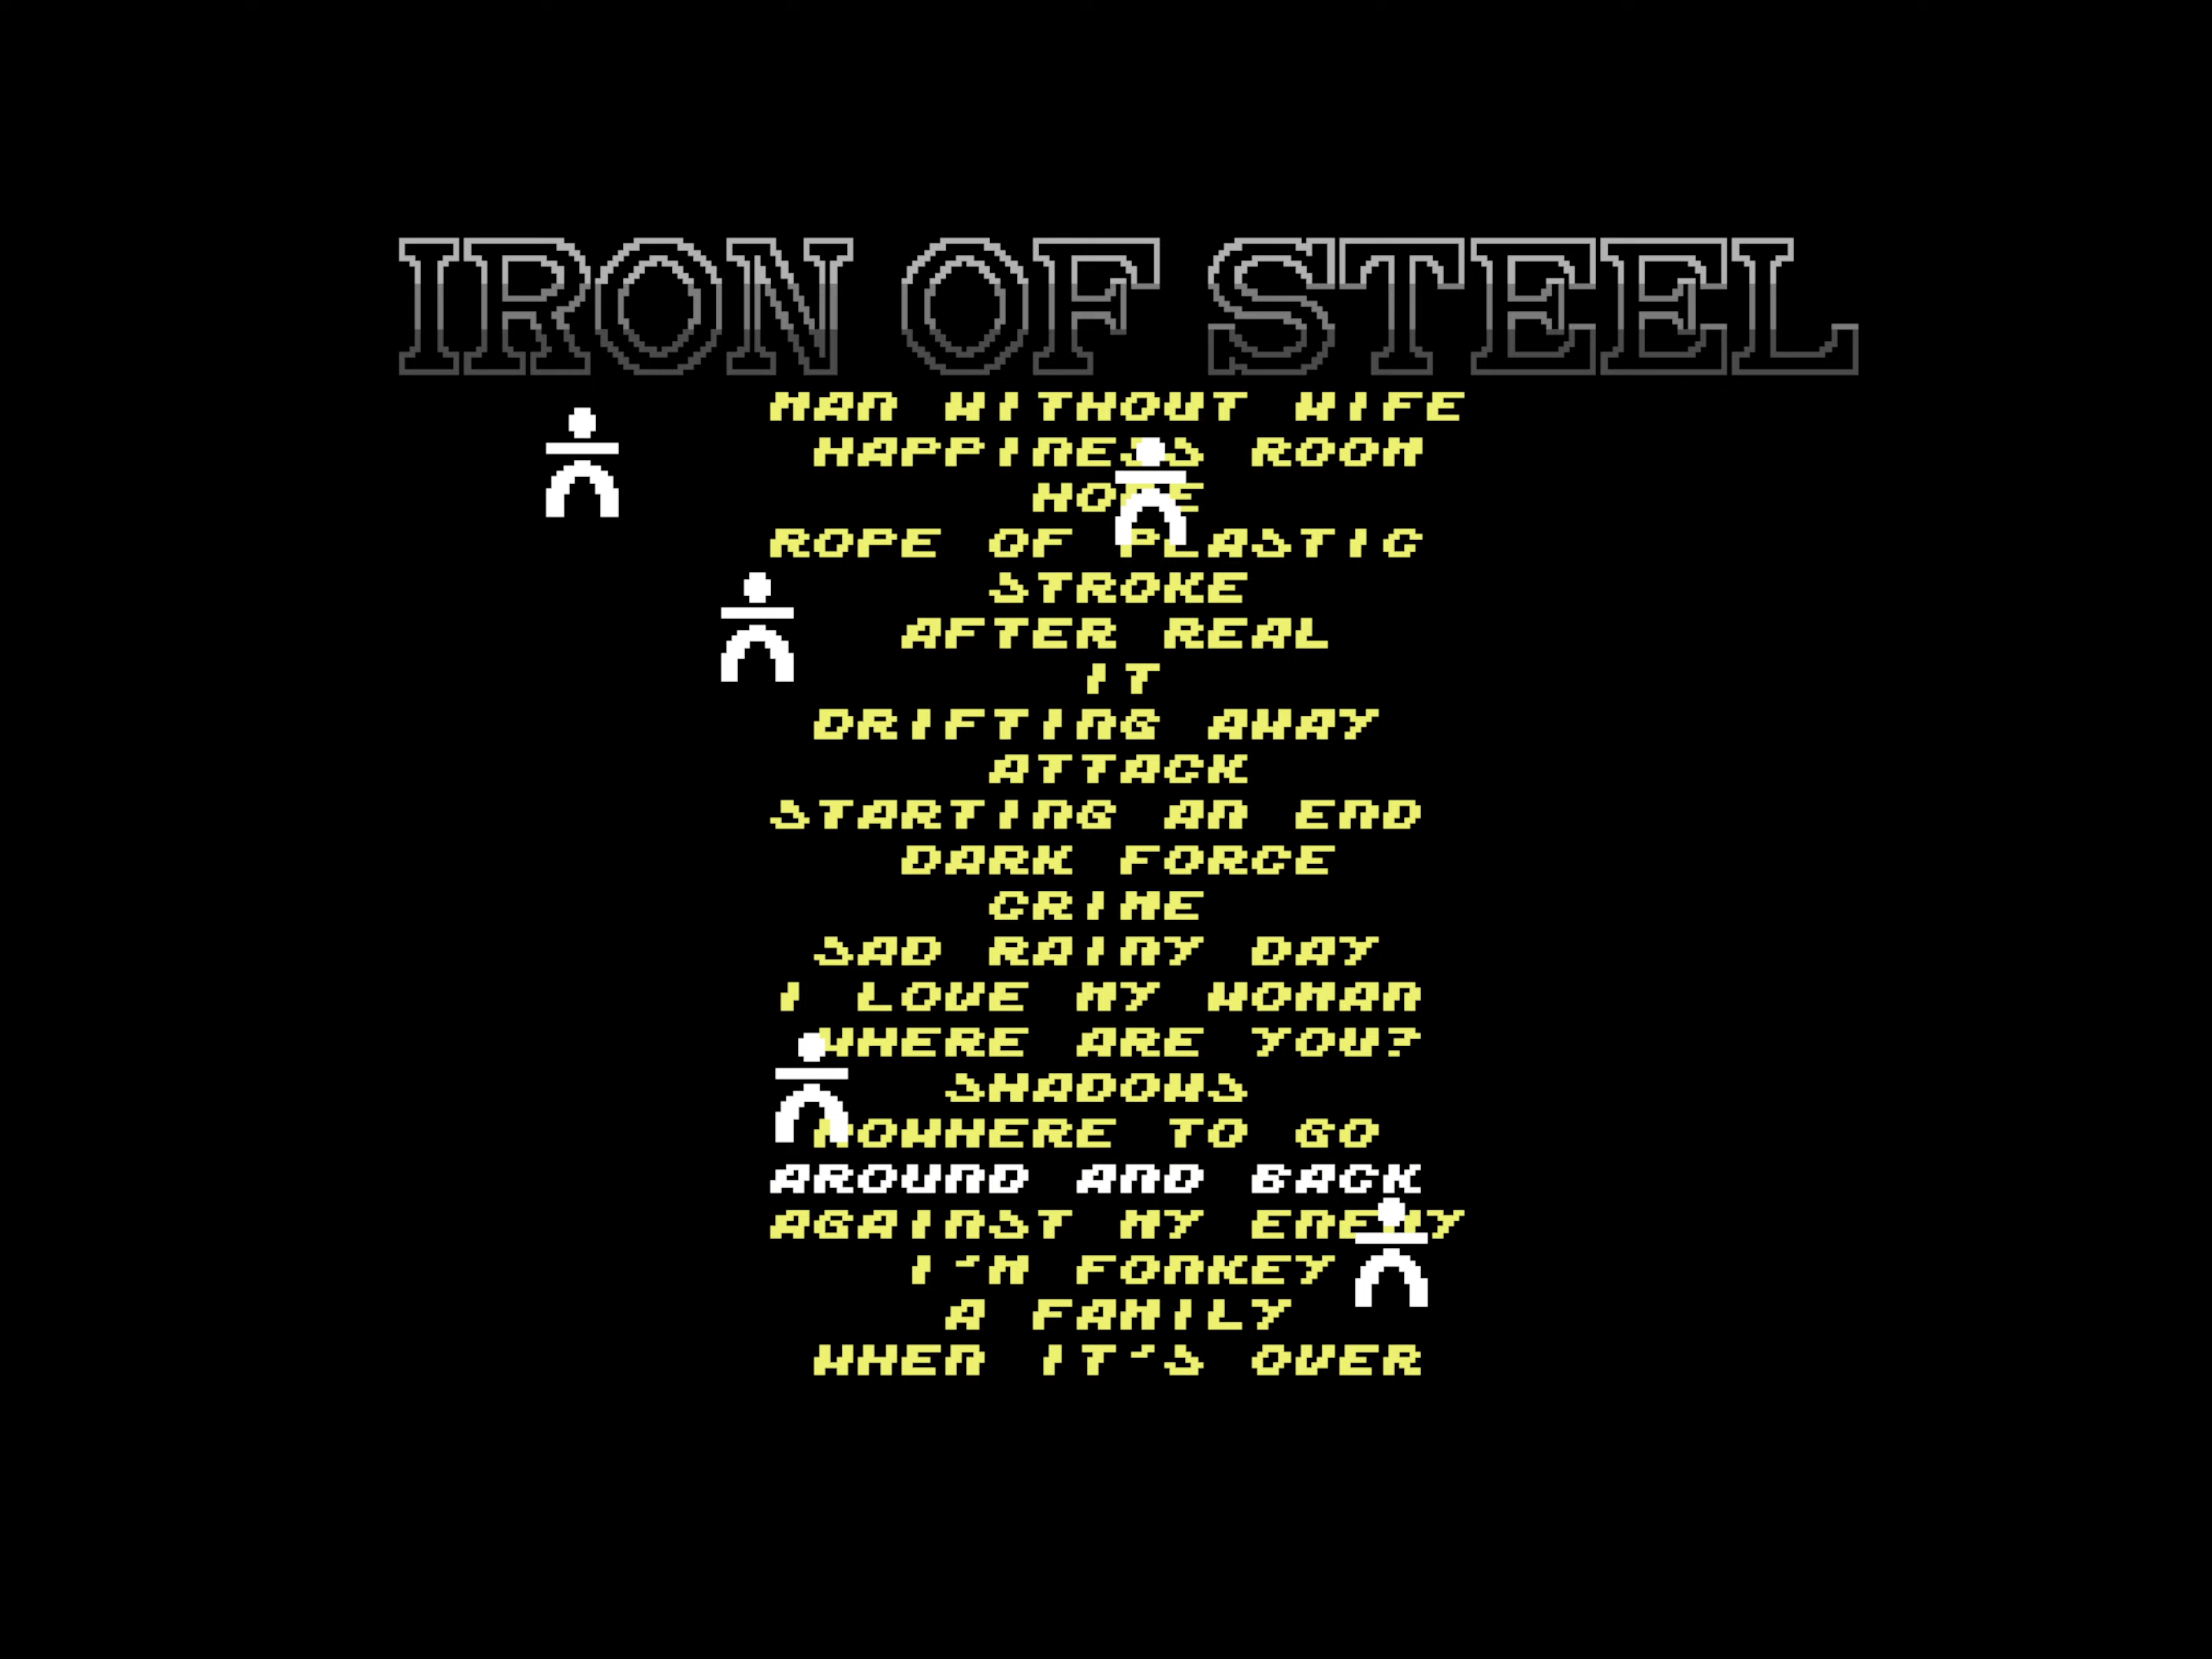 IRON OF STEEL
MAN WITHOUT WIFE
HAPPINESS ROOM
HOPE
ROPE OF PLASTIC
STROKE
AFTER REAL
IT
DRIFTING AWAY
ATTACK
STARTING AN END
DARK FORCE
CRIME
SAD RAINY DAY
I LOVE MY WOMAN
WHERE ARE YOU?
SHADOWS
NOWHERE TO GO
AROUND AND BACK
AGAINST MY ENEMY
I'M FONKEY
A FAMILY
WHEN IT'S OVER